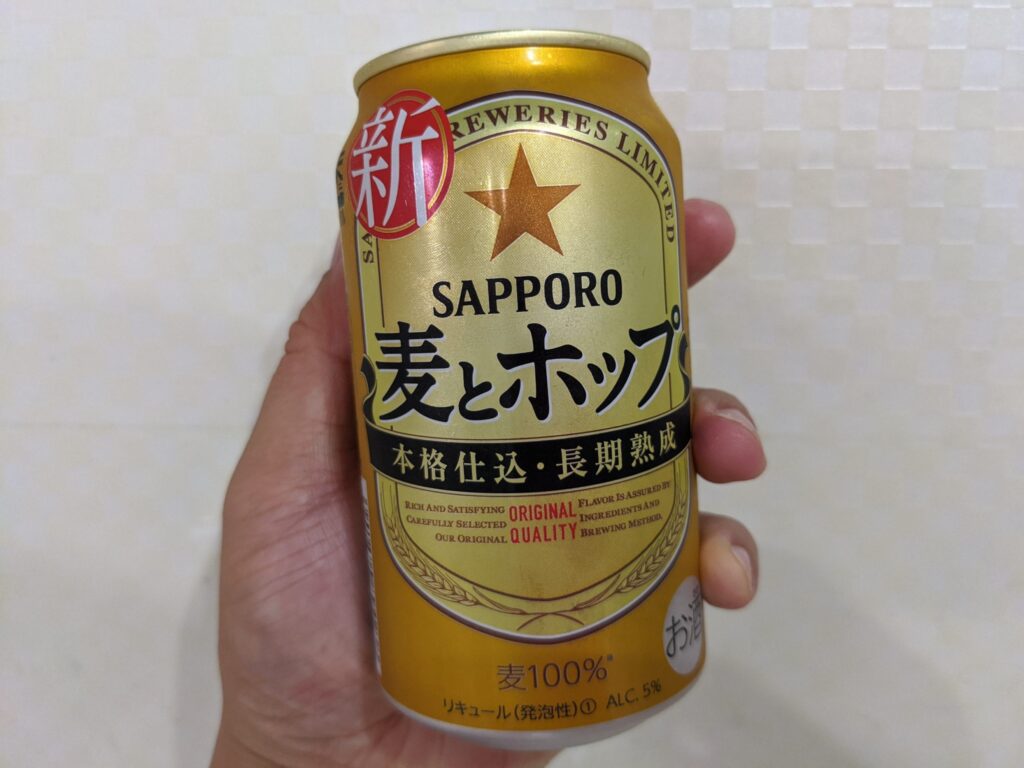 新
REWERIES LIMITED
SAPPORO
麦とホップ
本格仕込・長期熟成
RICH AND SATISFYING ORIGINAL FLAVOR IS ASSURED BY
CAREFULLY SELECTED QUALITY INGREDIENTS AND
OUR ORIGINAL BREWING METHOD.
お酒
麦100%*
リキュール(発泡性)① ALC. 5%